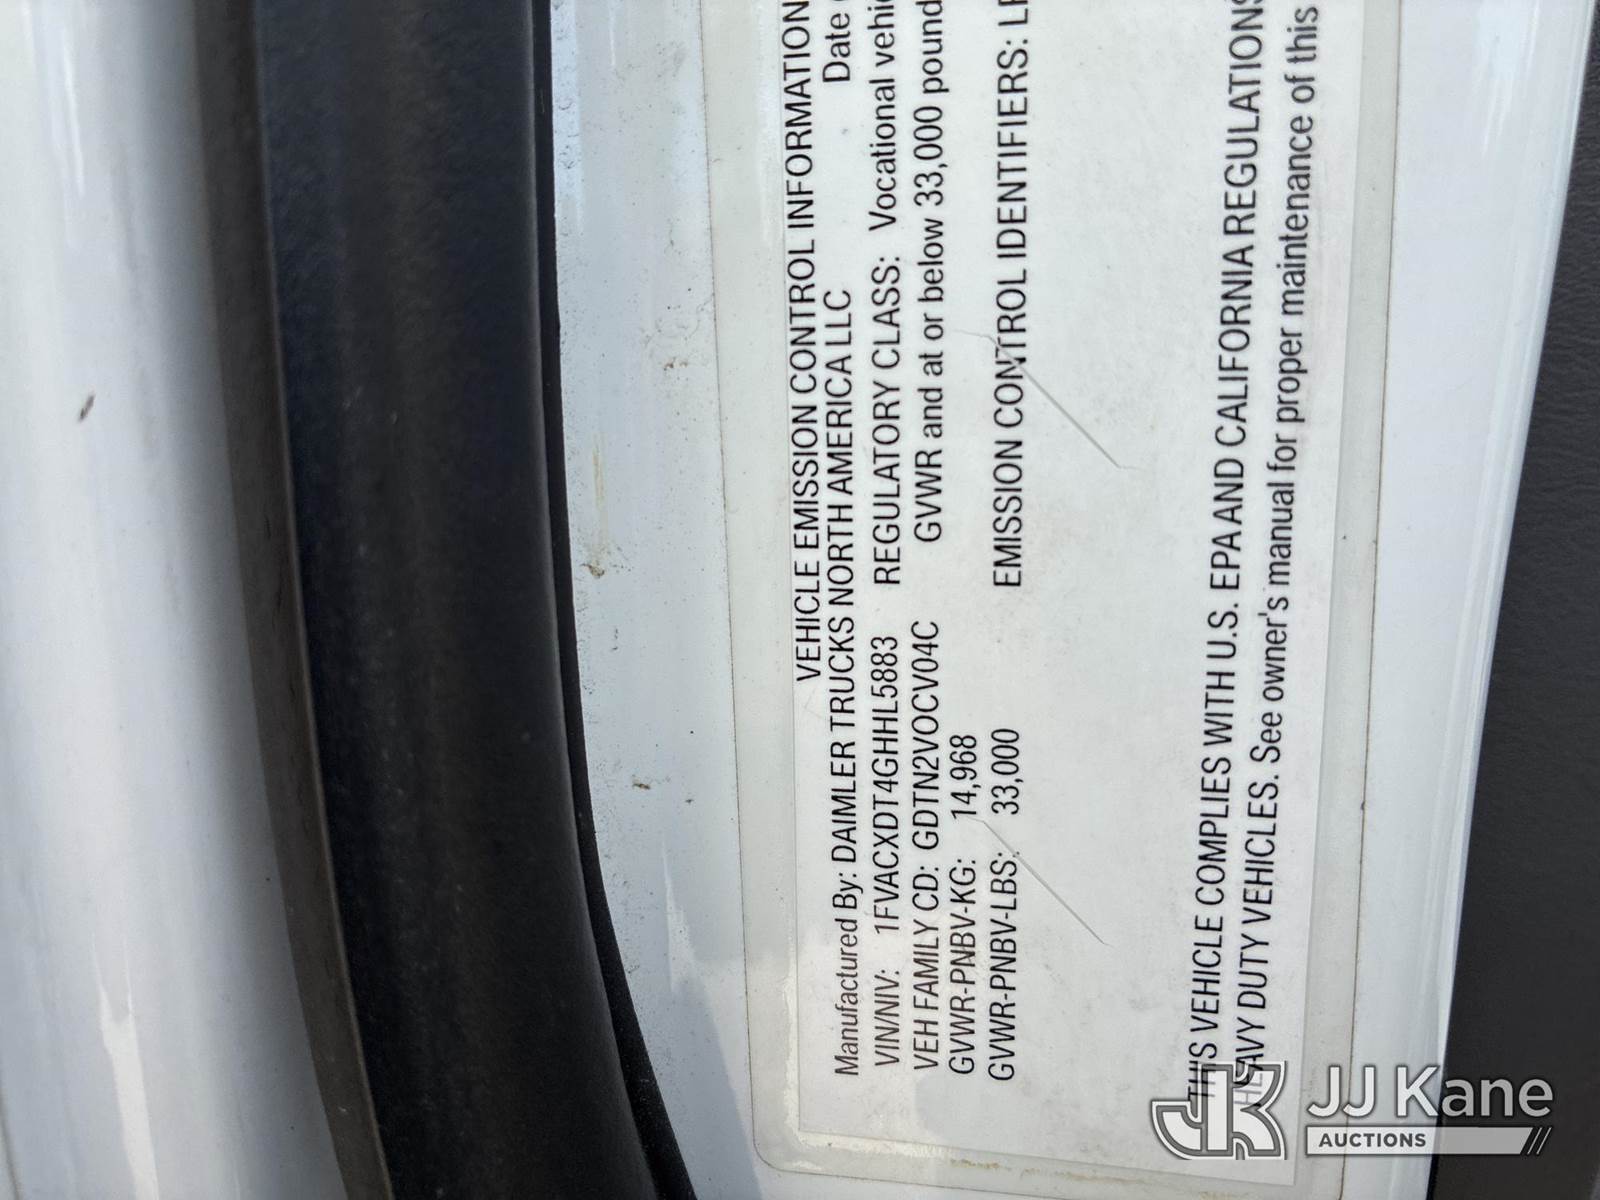 VEHICLE EMISSION CONTROL INFORMATION
Manufactured By: DAIMLER TRUCKS NORTH AMERICA LLC Date
VIN/NIV: 1FVACXDT4GHHL5883 REGULATORY CLASS: Vocational
VEH FAMILY CD: GDTN2VOCV04C GVWR and at or below 33,000
GVWR-PNBV-KG: 14,968
GVWR-PNBV-LBS: 33,000 EMISSION CONTROL IDENTIFIERS:
THIS VEHICLE COMPLIES WITH U.S. EPA AND CALIFORNIA REGULATIONS
HEAVY DUTY VEHICLES. See owner's manual for proper maintenance of this
JJ Kane
AUCTIONS